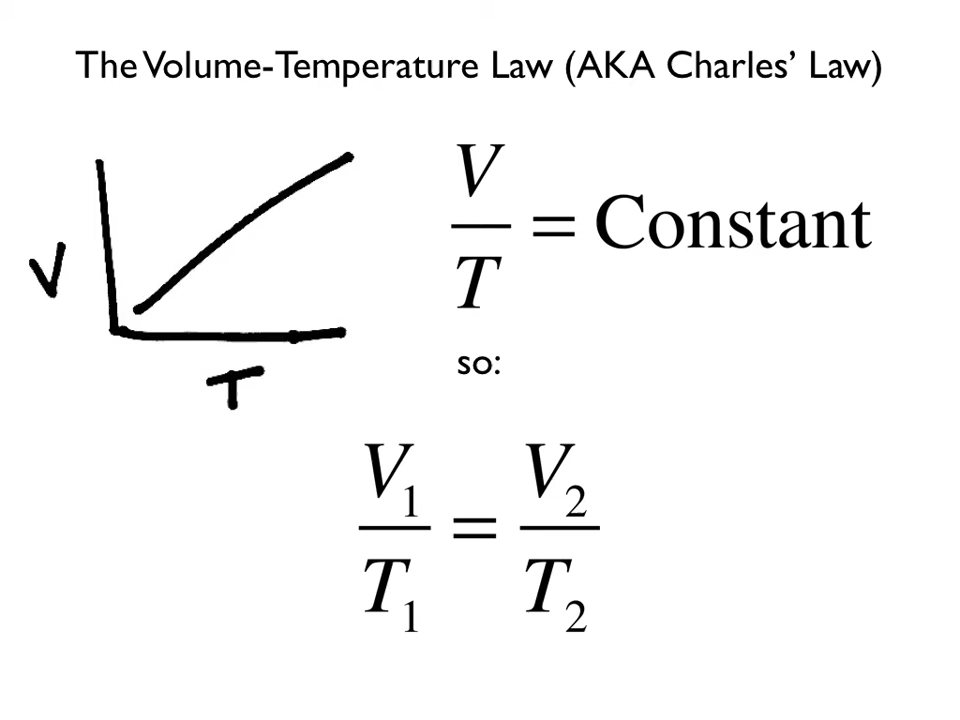 The Volume-Temperature Law (AKA Charles' Law)
V
T
V
T
= Constant
so:
V1
T1
=
V2
T2